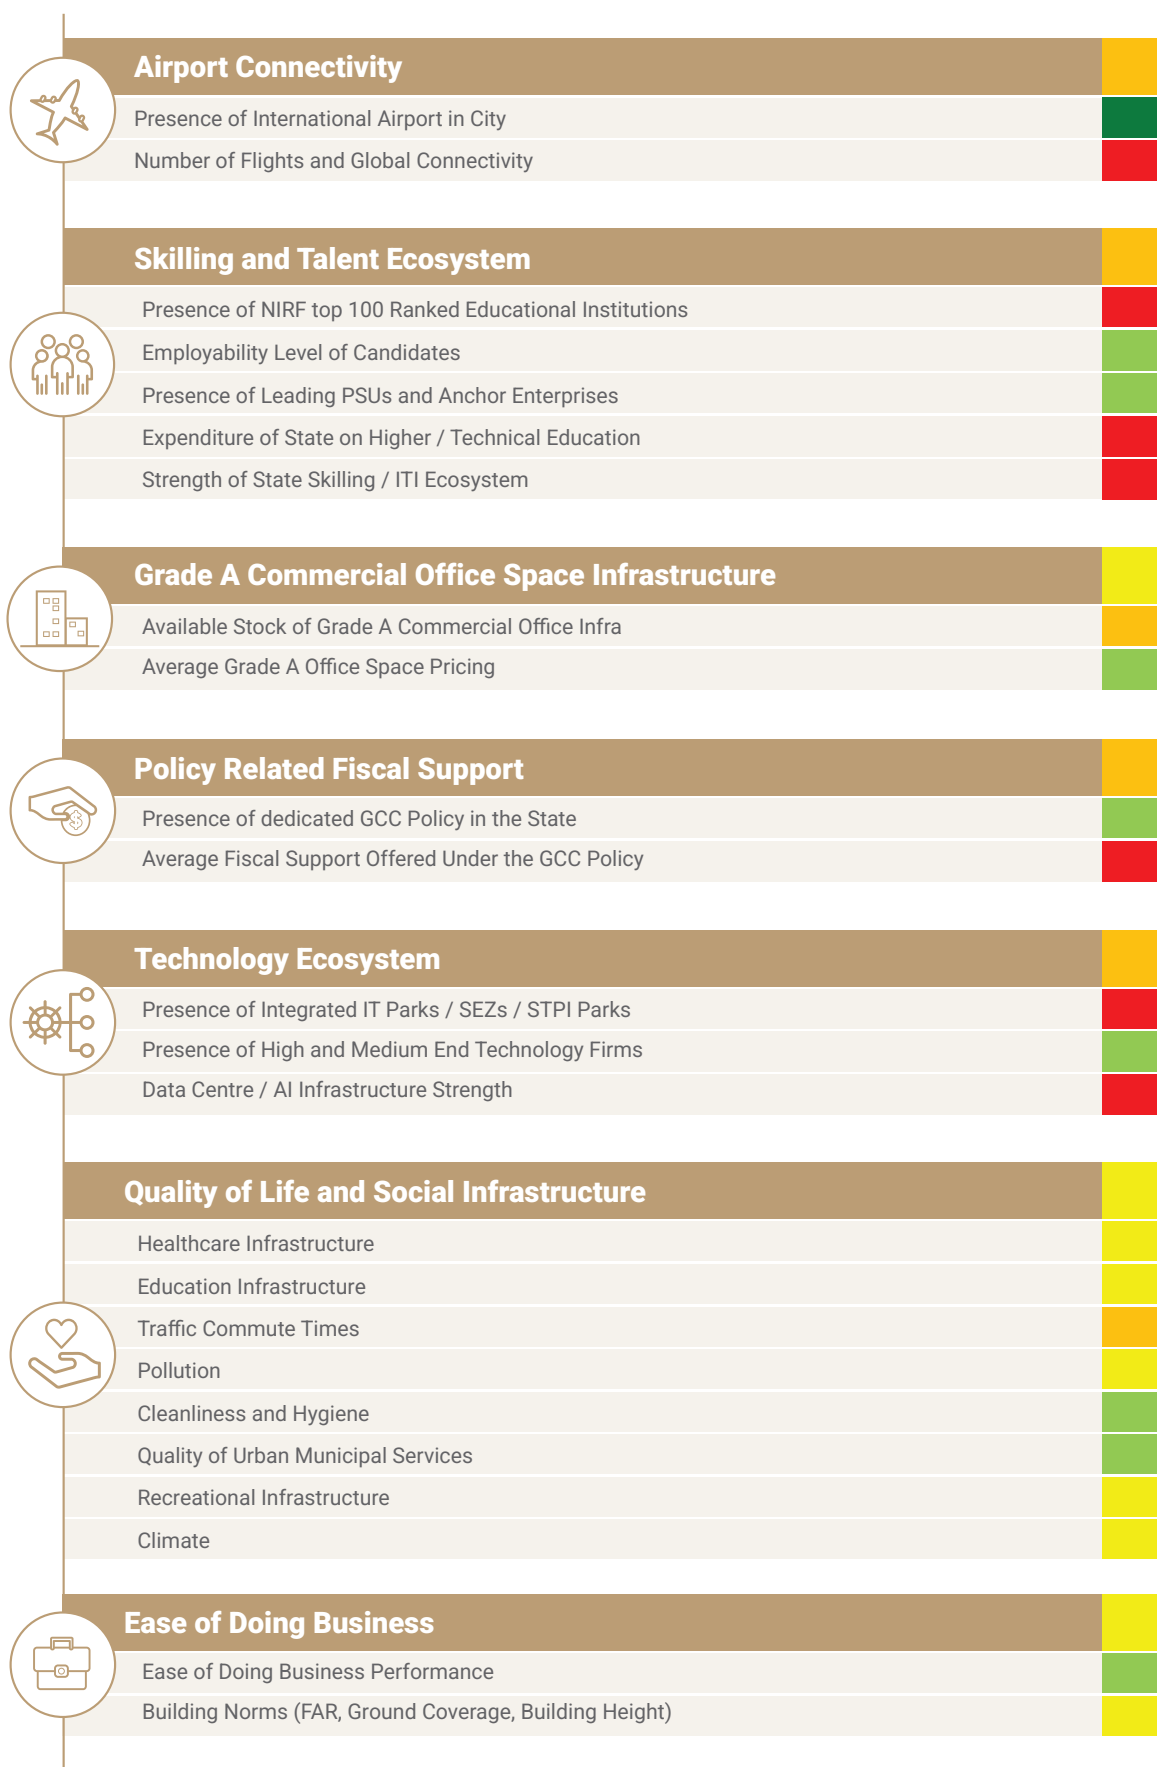 Airport Connectivity
Presence of International Airport in City
Number of Flights and Global Connectivity
Skilling and Talent Ecosystem
Presence of NIRF top 100 Ranked Educational Institutions
Employability Level of Candidates
Presence of Leading PSUs and Anchor Enterprises
Expenditure of State on Higher / Technical Education
Strength of State Skilling / ITI Ecosystem
Grade A Commercial Office Space Infrastructure
Available Stock of Grade A Commercial Office Infra
Average Grade A Office Space Pricing
Policy Related Fiscal Support
Presence of dedicated GCC Policy in the State
Average Fiscal Support Offered Under the GCC Policy
Technology Ecosystem
Presence of Integrated IT Parks / SEZs / STPI Parks
Presence of High and Medium End Technology Firms
Data Centre / AI Infrastructure Strength
Quality of Life and Social Infrastructure
Healthcare Infrastructure
Education Infrastructure
Traffic Commute Times
Pollution
Cleanliness and Hygiene
Quality of Urban Municipal Services
Recreational Infrastructure
Climate
Ease of Doing Business
Ease of Doing Business Performance
Building Norms (FAR, Ground Coverage, Building Height)